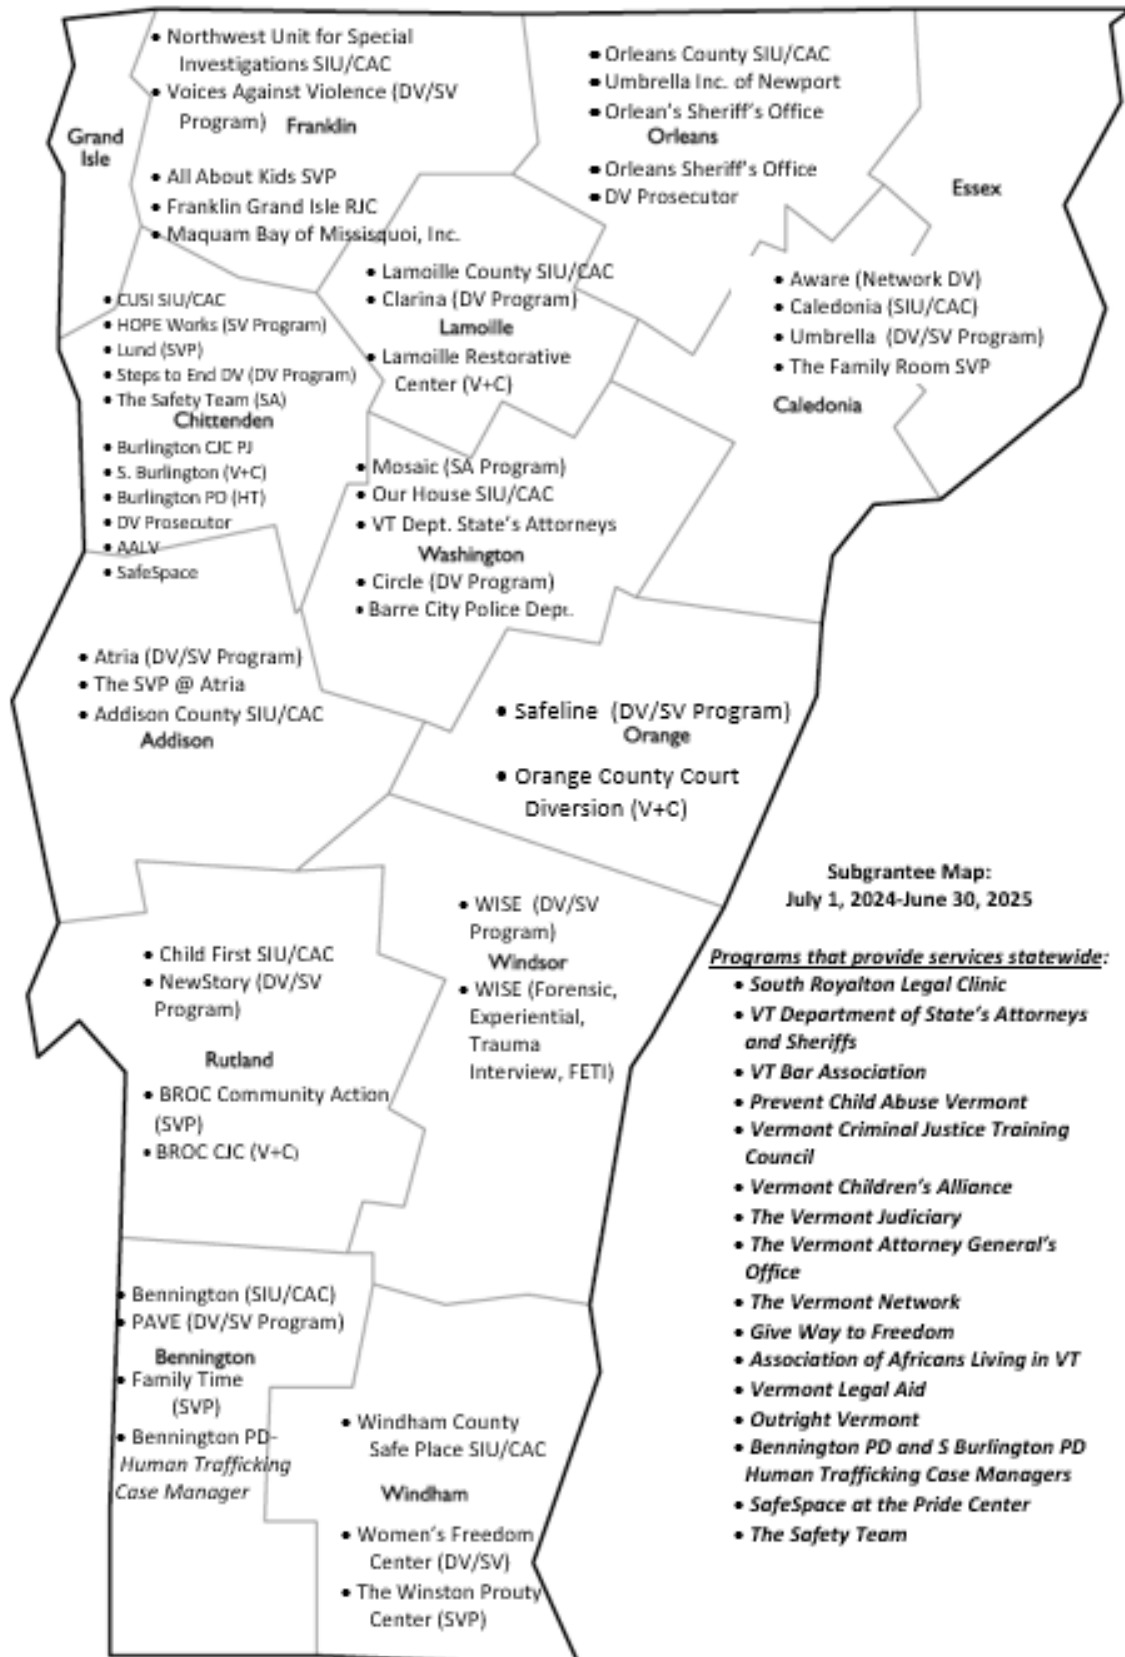 • Northwest Unit for Special
Investigations SIU/CAC
• Voices Against Violence (DV/SV
Program)
Franklin
Grand
Isle
• All About Kids SVP
• Franklin Grand Isle RJC
• Maquam Bay of Missisquoi, Inc.
• Orleans County SIU/CAC
• Umbrella Inc. of Newport
• Orlean's Sheriff's Office
Orleans
• Orleans Sheriff's Office
• DV Prosecutor
Essex
• Lamoille County SIU/CAC
• Clarina (DV Program)
Lamoille
• Lamoille Restorative
Center (V+C)
• Aware (Network DV)
• Caledonia (SIU/CAC)
• Umbrella (DV/SV Program)
• The Family Room SVP
Caledonia
• CUSI SIU/CAC
• HOPE Works (SV Program)
• Lund (SVP)
• Steps to End DV (DV Program)
• The Safety Team (SA)
Chittenden
• Burlington CJC PJ
• S. Burlington (V+C)
• Burlington PD (HT)
• DV Prosecutor
• AALV
• SafeSpace
• Mosaic (SA Program)
• Our House SIU/CAC
• VT Dept. State's Attorneys
Washington
• Circle (DV Program)
• Barre City Police Dept.
• Atria (DV/SV Program)
• The SVP @ Atria
• Addison County SIU/CAC
Addison
• Safeline (DV/SV Program)
Orange
• Orange County Court
Diversion (V+C)
• WISE (DV/SV
Program)
Windsor
• WISE (Forensic,
Experiential,
Trauma
Interview, FETI)
• Child First SIU/CAC
• NewStory (DV/SV
Program)
Rutland
• BROC Community Action
(SVP)
• BROC CJC (V+C)
• Bennington (SIU/CAC)
• PAVE (DV/SV Program)
Bennington
• Family Time
(SVP)
• Bennington PD-
Human Trafficking
Case Manager
• Windham County
Safe Place SIU/CAC
Windham
• Women's Freedom
Center (DV/SV)
• The Winston Prouty
Center (SVP)
Subgrantee Map:
July 1, 2024-June 30, 2025
Programs that provide services statewide:
• South Royalton Legal Clinic
• VT Department of State's Attorneys
and Sheriffs
• VT Bar Association
• Prevent Child Abuse Vermont
• Vermont Criminal Justice Training
Council
• Vermont Children's Alliance
• The Vermont Judiciary
• The Vermont Attorney General's
Office
• The Vermont Network
• Give Way to Freedom
• Association of Africans Living in VT
• Vermont Legal Aid
• Outright Vermont
• Bennington PD and S Burlington PD
Human Trafficking Case Managers
• SafeSpace at the Pride Center
• The Safety Team